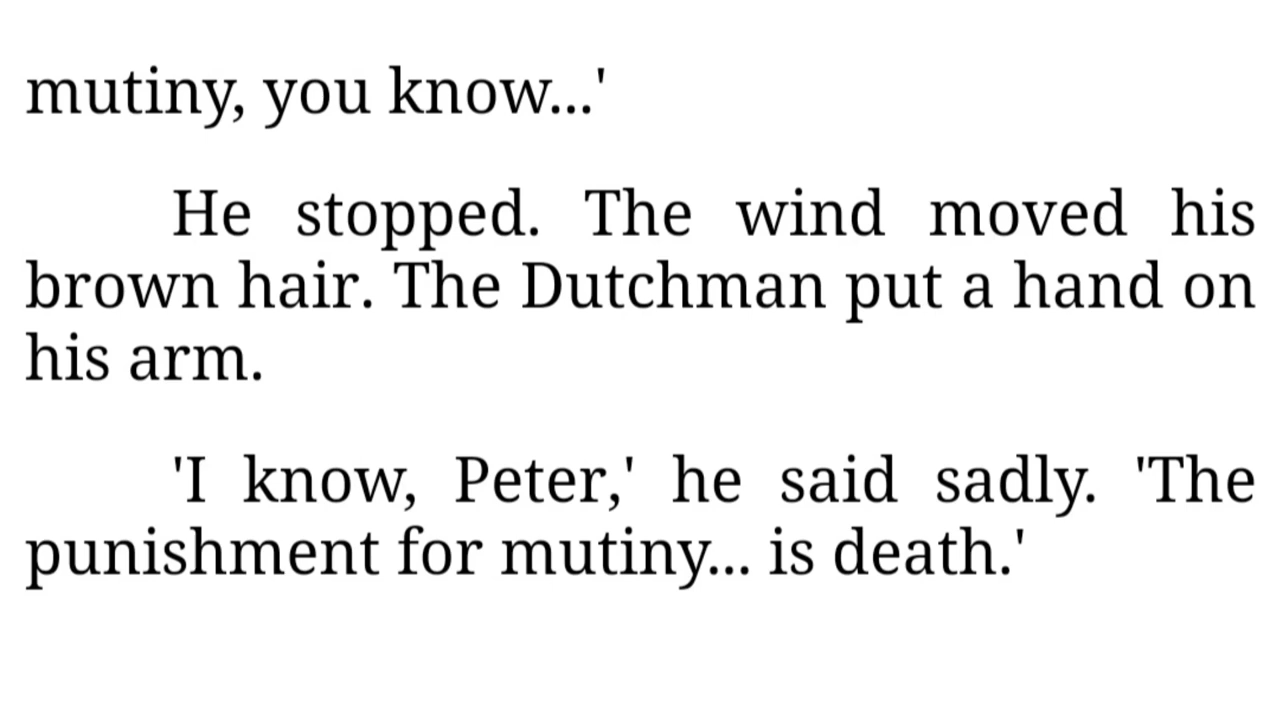 mutiny, you know...'
He stopped. The wind moved his
brown hair. The Dutchman put a hand on
his arm.
'I know, Peter,' he said sadly. 'The
punishment for mutiny... is death.'